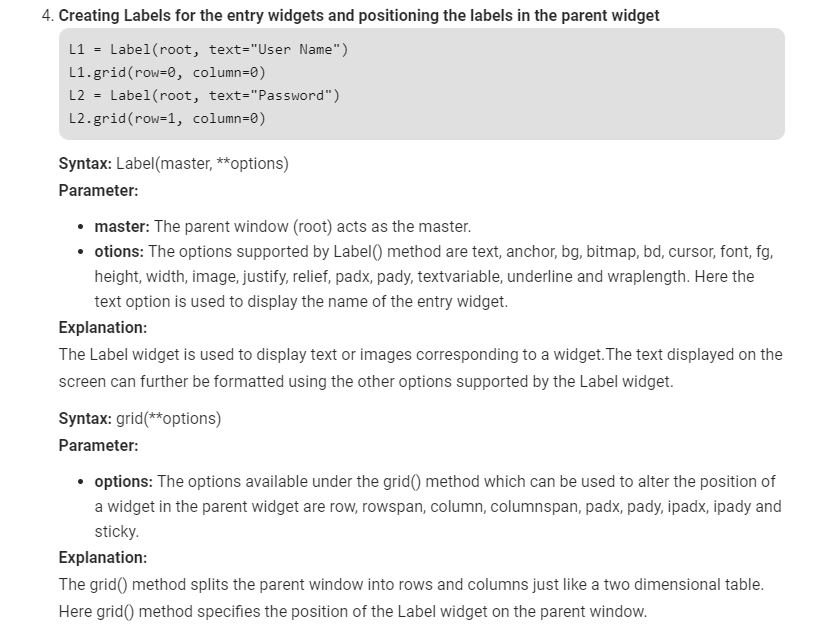 4. Creating Labels for the entry widgets and positioning the labels in the parent widget
L1 = Label(root, text="User Name")
L1.grid(row=0, column=0)
L2 = Label(root, text="Password")
L2.grid(row=1, column=0)
Syntax: Label(master, **options)
Parameter:
• master: The parent window (root) acts as the master.
• otions: The options supported by Label() method are text, anchor, bg, bitmap, bd, cursor, font, fg,
height, width, image, justify, relief, padx, pady, textvariable, underline and wraplength. Here the
text option is used to display the name of the entry widget.
Explanation:
The Label widget is used to display text or images corresponding to a widget.The text displayed on the
screen can further be formatted using the other options supported by the Label widget.
Syntax: grid(**options)
Parameter:
• options: The options available under the grid() method which can be used to alter the position of
a widget in the parent widget are row, rowspan, column, columnspan, padx, pady, ipadx, ipady and
sticky.
Explanation:
The grid() method splits the parent window into rows and columns just like a two dimensional table.
Here grid() method specifies the position of the Label widget on the parent window.